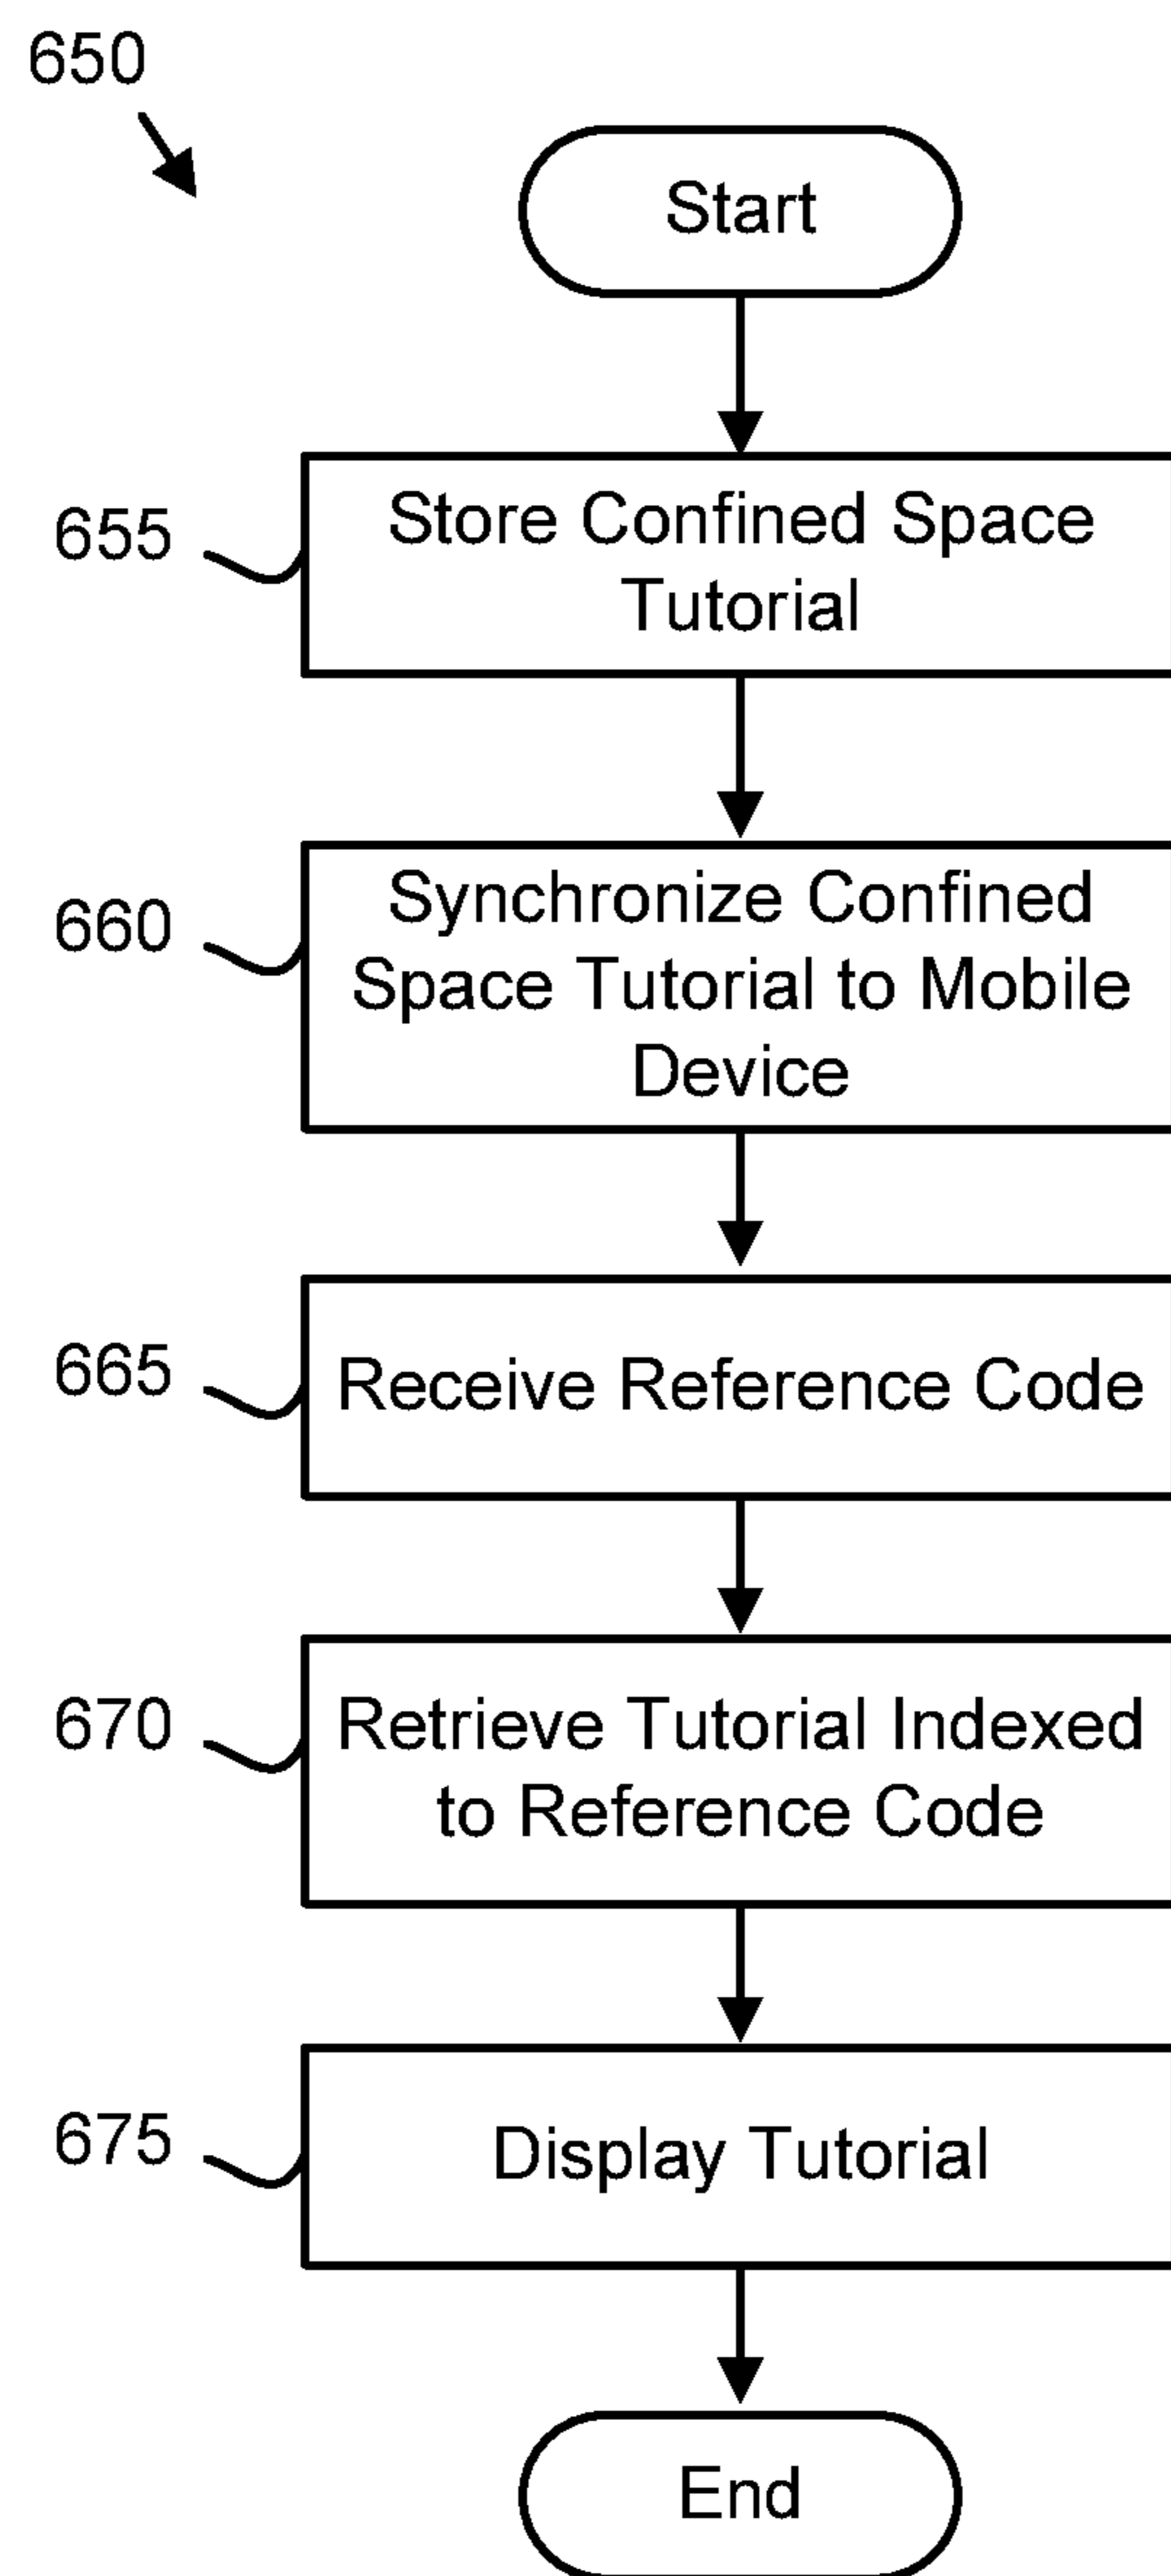 650
Start
655
Store Confined Space
Tutorial
660
Synchronize Confined
Space Tutorial to Mobile
Device
665
Receive Reference Code
670
Retrieve Tutorial Indexed
to Reference Code
675
Display Tutorial
End